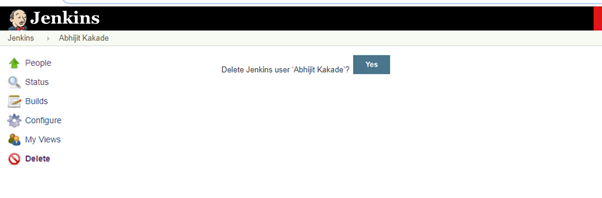 Jenkins
Jenkins › Abhijit Kakade
People
Status
Builds
Configure
My Views
Delete
Delete Jenkins user 'Abhijit Kakade'? Yes